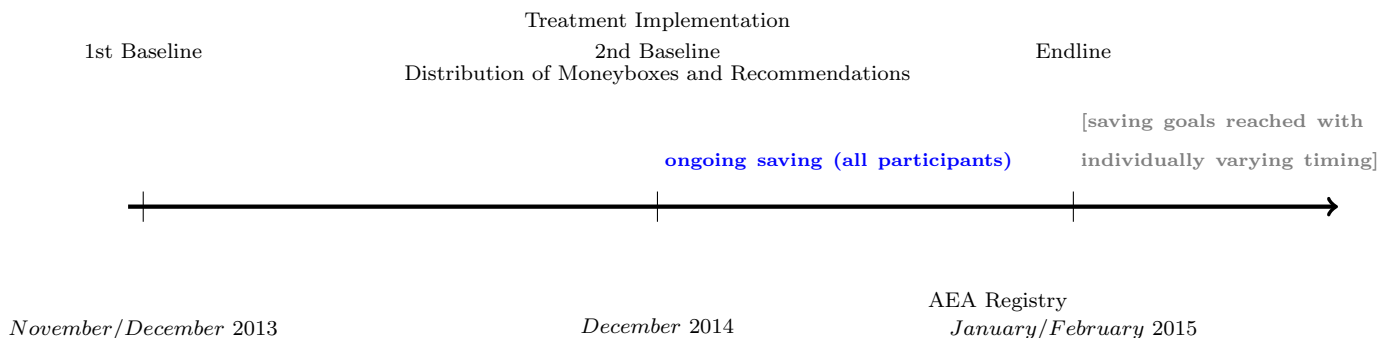 Treatment Implementation
1st Baseline
2nd Baseline
Endline
Distribution of Moneyboxes and Recommendations
[saving goals reached with
ongoing saving (all participants)
individually varying timing]
AEA Registry
November/December 2013
December 2014
January/February 2015